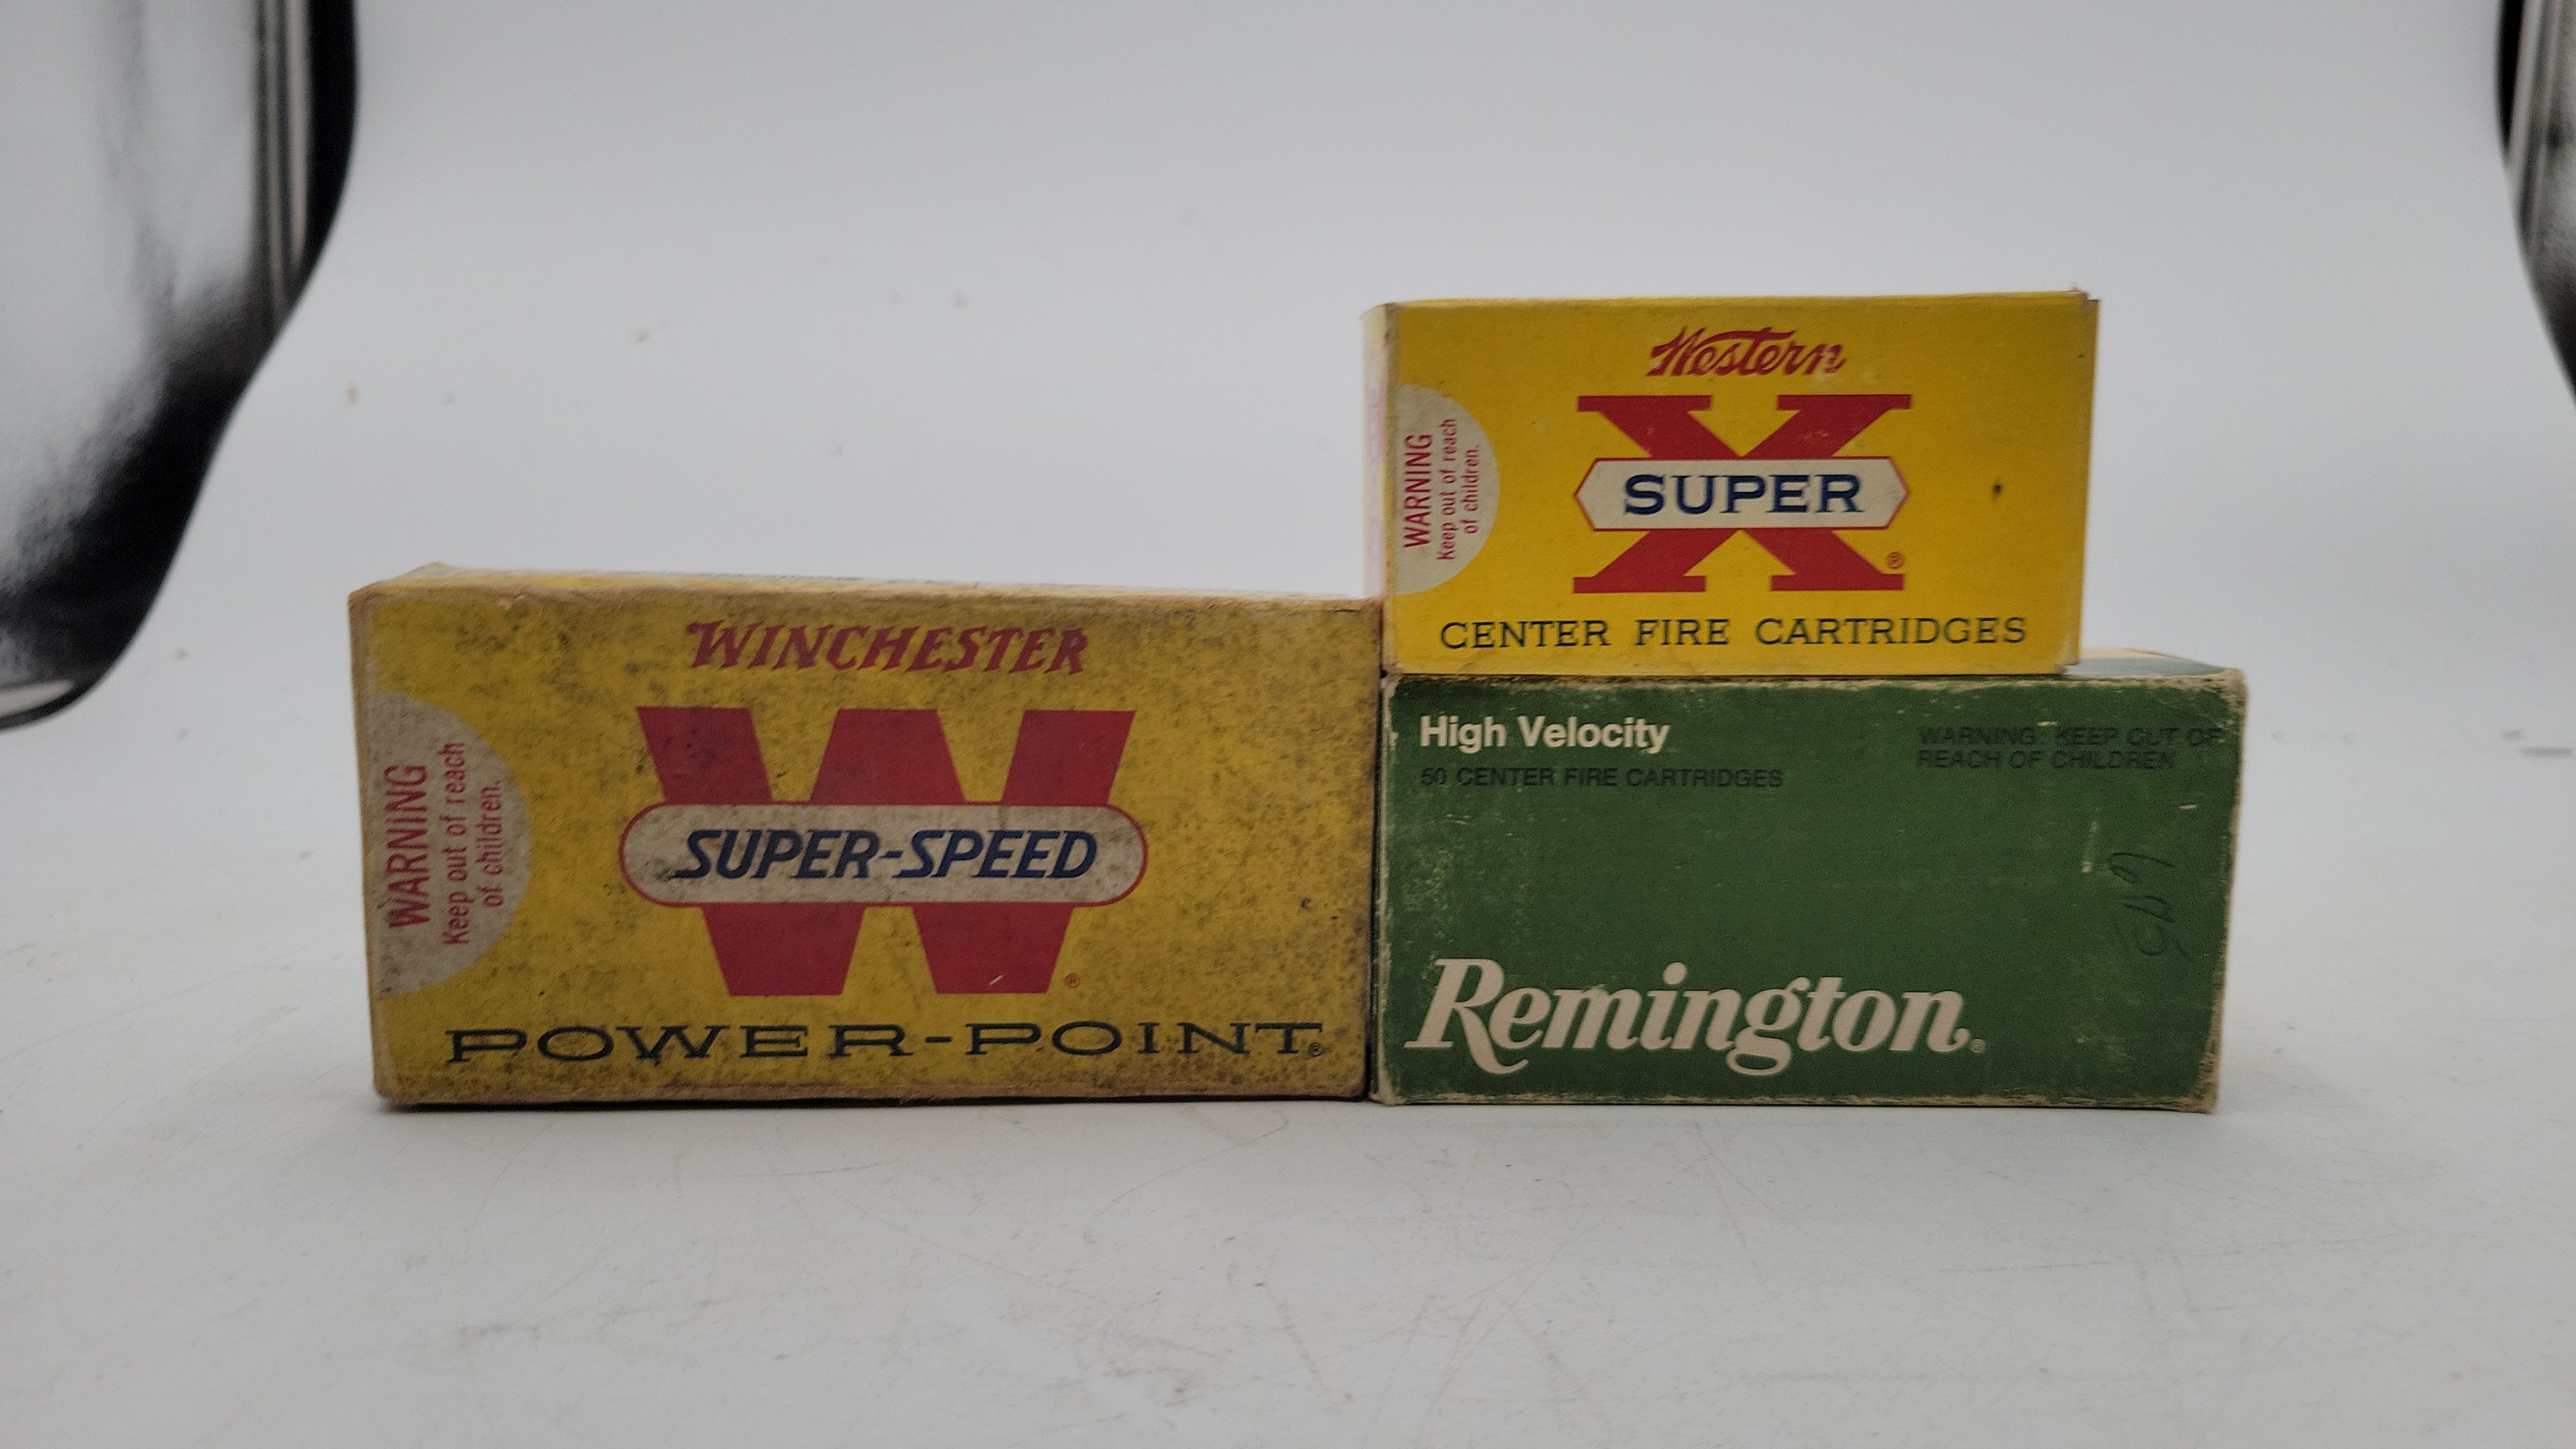 WINCHESTER
W
SUPER-SPEED
®
POWER-POINT®
WARNING
Keep out of reach
of children.
Western
X
SUPER
®
CENTER FIRE CARTRIDGES
WARNING
Keep out of reach
of children.
High Velocity
50 CENTER FIRE CARTRIDGES
WARNING: KEEP OUT OF
REACH OF CHILDREN
Remington®